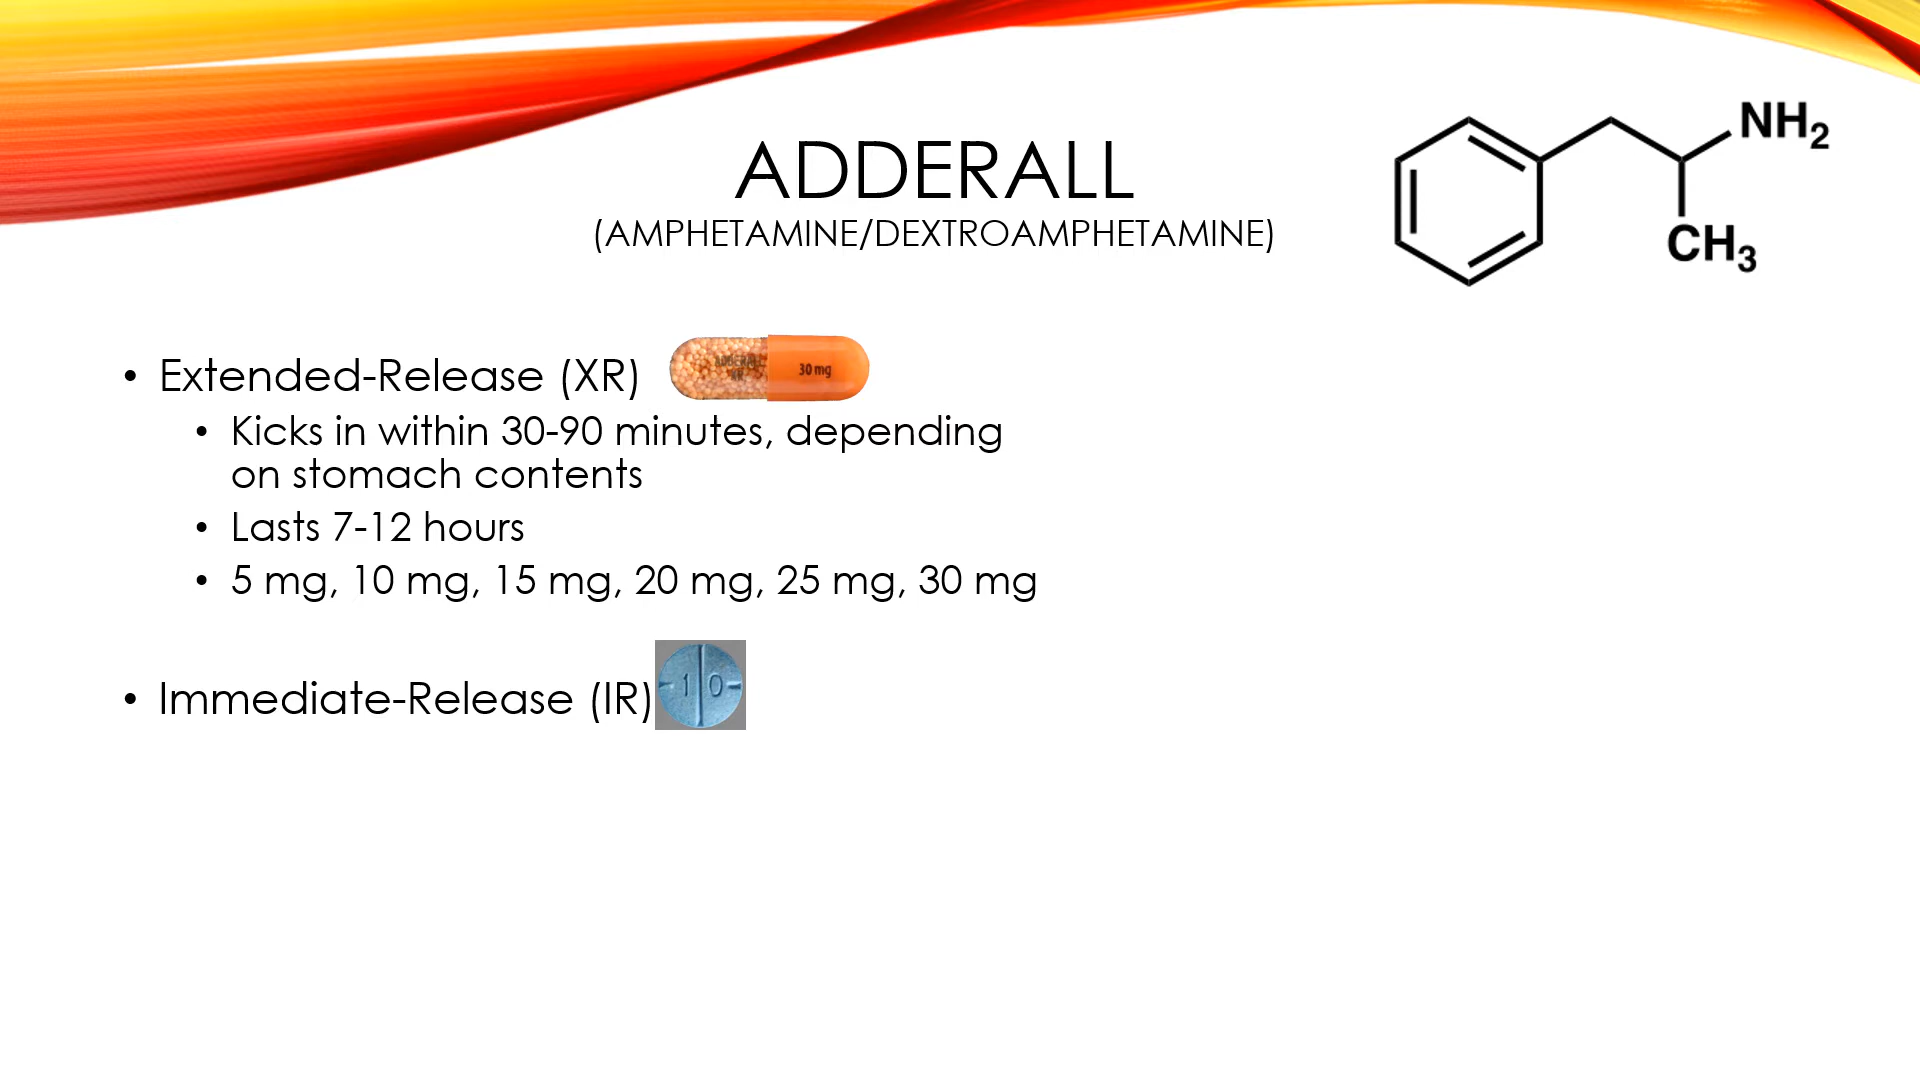 ADDERALL
(AMPHETAMINE/DEXTROAMPHETAMINE)
NH2
CH3
• Extended-Release (XR)
ADDERALL
XR
30 mg
• Kicks in within 30-90 minutes, depending
on stomach contents
• Lasts 7-12 hours
• 5 mg, 10 mg, 15 mg, 20 mg, 25 mg, 30 mg
• Immediate-Release (IR)
1 0